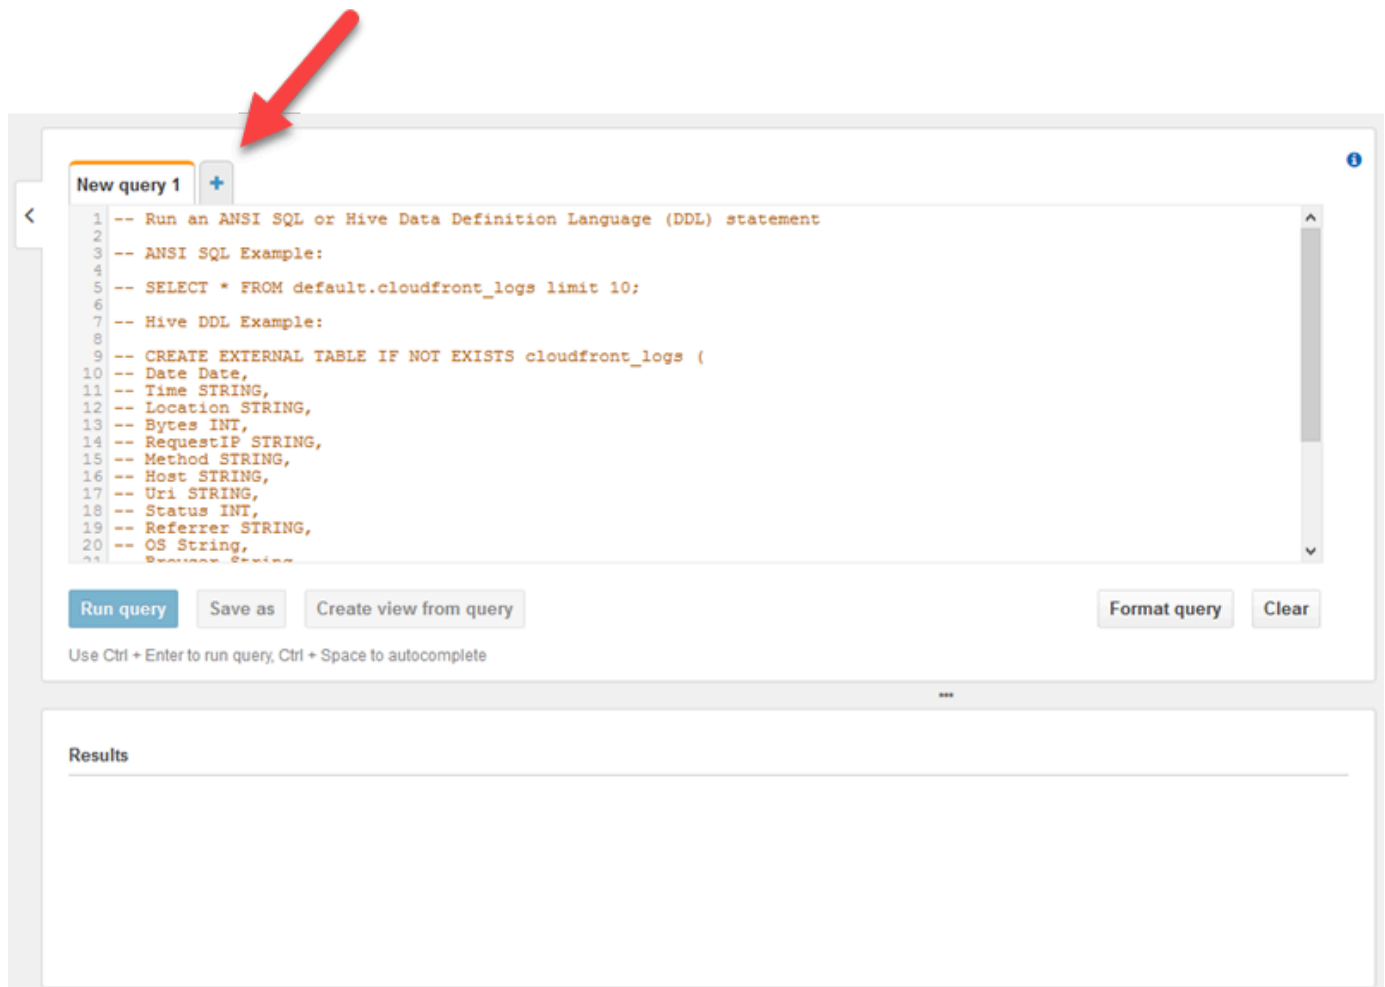 New query 1 +
1 -- Run an ANSI SQL or Hive Data Definition Language (DDL) statement
2
3 -- ANSI SQL Example:
4
5 -- SELECT * FROM default.cloudfront_logs limit 10;
6
7 -- Hive DDL Example:
8
9 -- CREATE EXTERNAL TABLE IF NOT EXISTS cloudfront_logs (
10 -- Date Date,
11 -- Time STRING,
12 -- Location STRING,
13 -- Bytes INT,
14 -- RequestIP STRING,
15 -- Method STRING,
16 -- Host STRING,
17 -- Uri STRING,
18 -- Status INT,
19 -- Referrer STRING,
20 -- OS String,
21 -- Browser String
Run query Save as Create view from query Format query Clear
Use Ctrl + Enter to run query, Ctrl + Space to autocomplete
Results